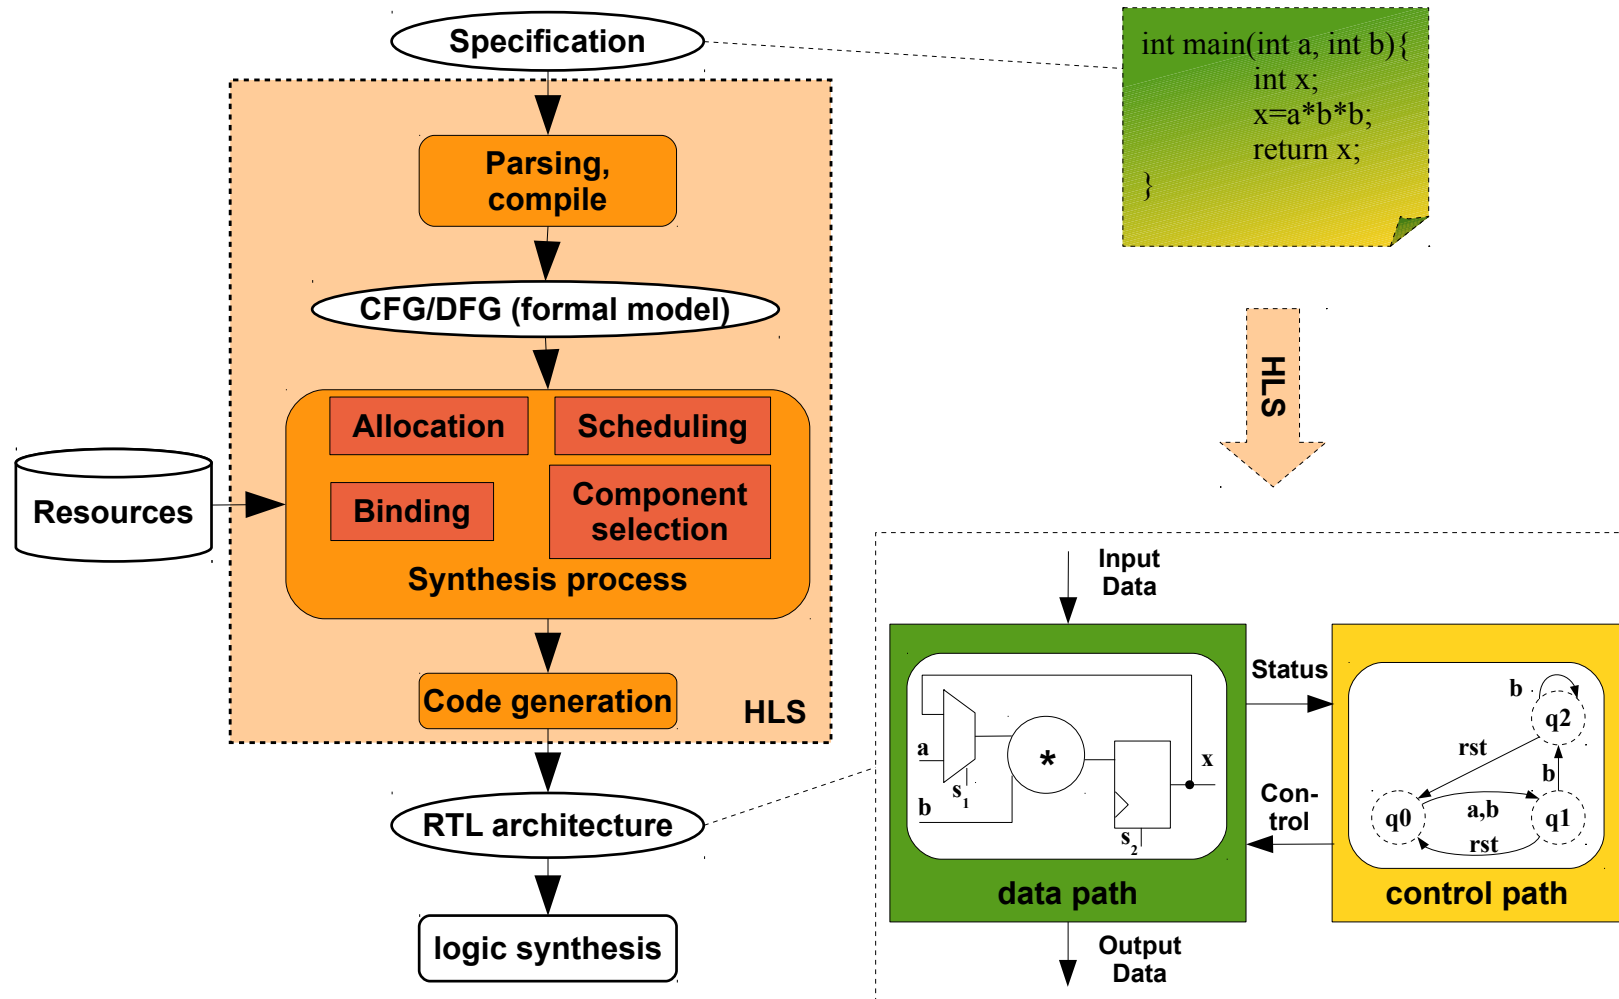 Specification
Parsing,
compile
CFG/DFG (formal model)
Allocation
Scheduling
Binding
Component
selection
Synthesis process
Resources
Code generation
HLS
RTL architecture
logic synthesis
int main(int a, int b){
int x;
x=a*b*b;
return x;
}
HLS
Input
Data
a
b
s1
*
s2
x
data path
Output
Data
Status
Con-
trol
b
q2
rst
b
q0
a,b
q1
rst
control path